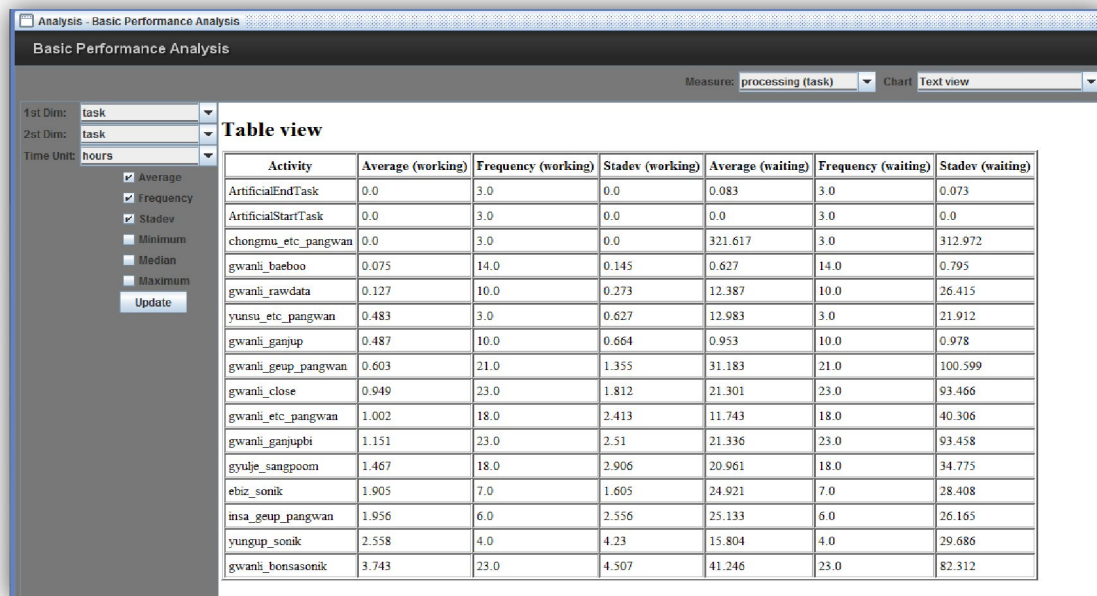 Analysis - Basic Performance Analysis
Basic Performance Analysis
Measure: processing (task) Chart Text view
1st Dim: task
2st Dim: task
Time Unit: hours
Average
Frequency
Stadev
Minimum
Median
Maximum
Update
Table view
Activity Average (working) Frequency (working) Stadev (working) Average (waiting) Frequency (waiting) Stadev (waiting)
ArtificialEndTask 0.0 3.0 0.0 0.083 3.0 0.073
ArtificialStartTask 0.0 3.0 0.0 0.0 3.0 0.0
chongmu_etc_pangwan 0.0 3.0 0.0 321.617 3.0 312.972
gwanli_baeboo 0.075 14.0 0.145 0.627 14.0 0.795
gwanli_rawdata 0.127 10.0 0.273 12.387 10.0 26.415
yunsu_etc_pangwan 0.483 3.0 0.627 12.983 3.0 21.912
gwanli_ganjup 0.487 10.0 0.664 0.953 10.0 0.978
gwanli_geup_pangwan 0.603 21.0 1.355 31.183 21.0 100.599
gwanli_close 0.949 23.0 1.812 21.301 23.0 93.466
gwanli_etc_pangwan 1.002 18.0 2.413 11.743 18.0 40.306
gwanli_ganjupbi 1.151 23.0 2.51 21.336 23.0 93.458
gyulje_sangpoom 1.467 18.0 2.906 20.961 18.0 34.775
ebiz_sonik 1.905 7.0 1.605 24.921 7.0 28.408
insa_geup_pangwan 1.956 6.0 2.556 25.133 6.0 26.165
yungup_sonik 2.558 4.0 4.23 15.804 4.0 29.686
gwanli_bonsasonik 3.743 23.0 4.507 41.246 23.0 82.312